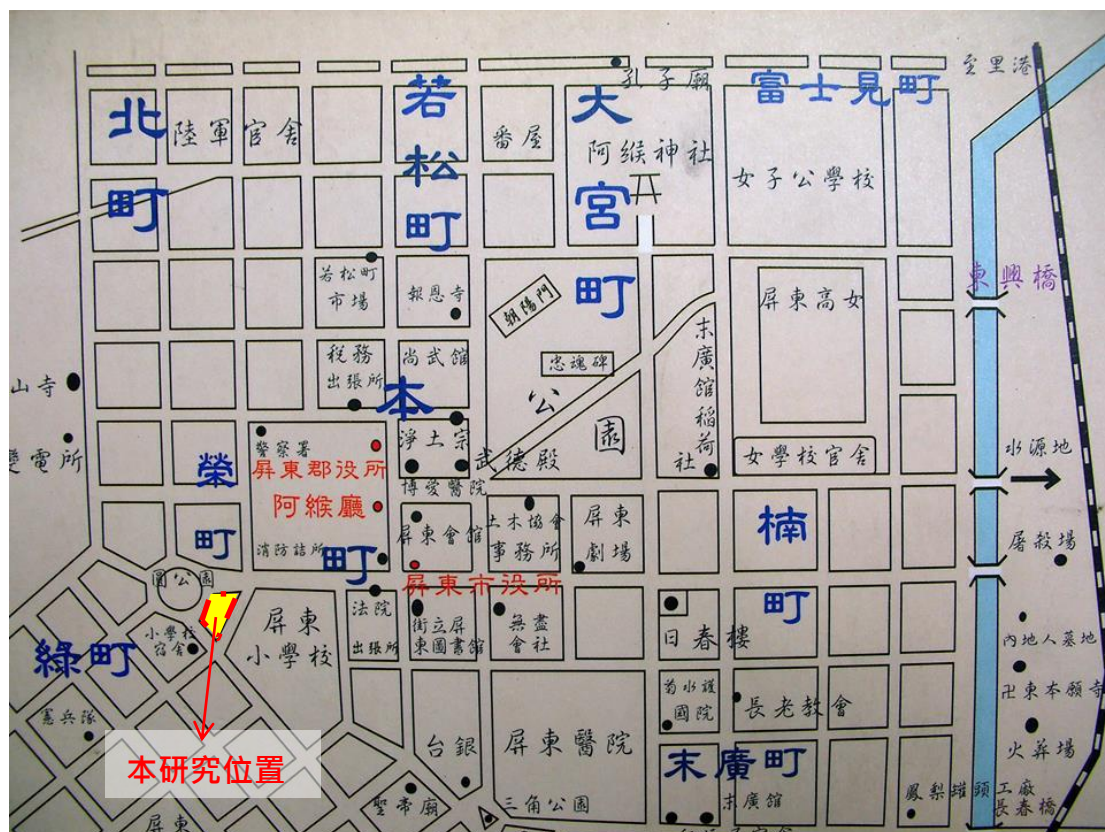 至里港
孔子廟
富士見町
北町
陸軍官舍
若松町
番屋
大宮町
阿緱神社
女子公學校
東興橋
若松町
市場
報恩寺
朝陽門
屏東高女
末廣館稻荷社
稅務
出張所
尚武館
忠魂碑
公園
山寺
變電所
本町
淨土宗
武德殿
女學校官舍
水源地
警察署
屏東郡役所
阿緱廳
榮町
博愛醫院
消防詰所
屏東會館
土木協會
事務所
屏東
劇場
楠町
屠殺場
圓公園
屏東市役所
法院
出張所
街立屏
東圖書館
無盡
會社
日春樓
內地人墓地
小學校
宿舍
屏東
小學校
綠町
菊水護
國院
長老教會
卍東本願寺
憲兵隊
本研究位置
台銀
屏東醫院
末廣町
火葬場
聖帝廟
三角公園
末廣館
鳳梨罐頭工廠
長春橋
屏東